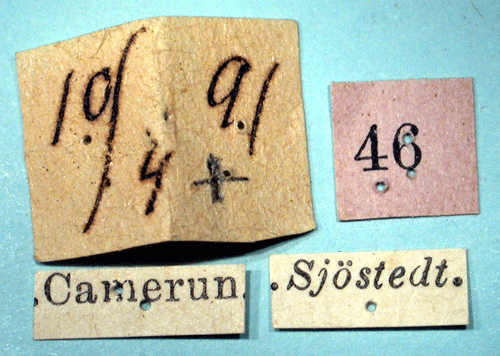 10/4 91
+
46
.Camerun.
.Sjöstedt.